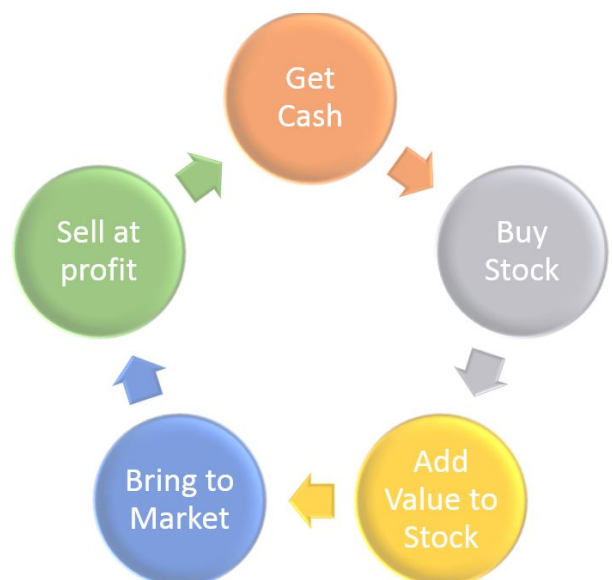 Get
Cash
Buy
Stock
Add
Value to
Stock
Bring to
Market
Sell at
profit